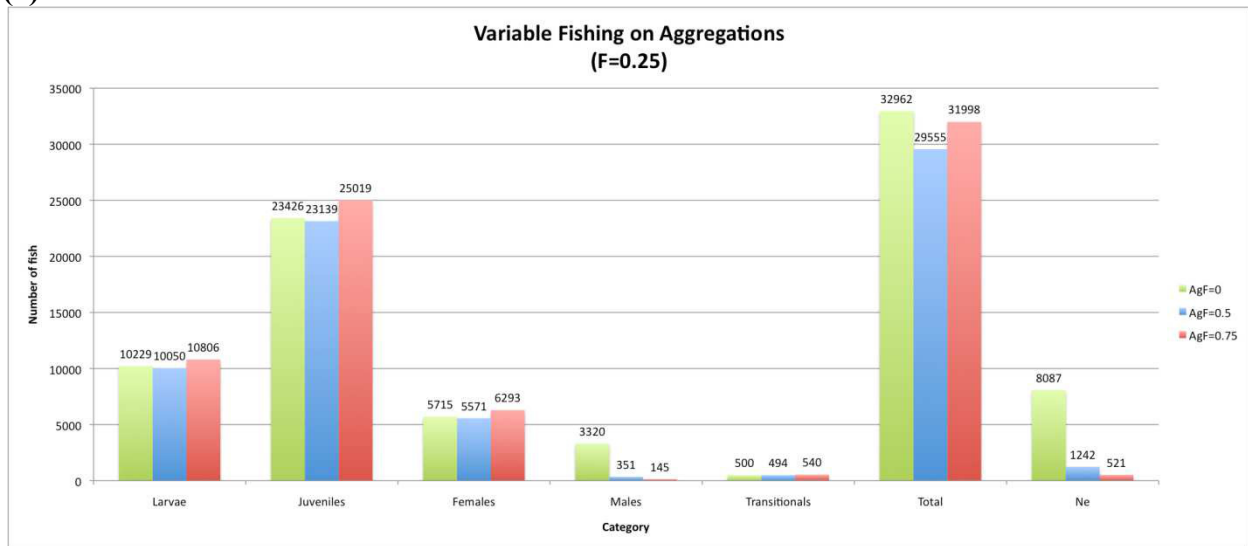 Variable Fishing on Aggregations
(F=0.25)
35000
30000
25000
20000
15000
10000
5000
0
Number of fish
10229 10050 10806
23426 23139 25019
5715 5571 6293
3320 351 145
500 494 540
32962 29555 31998
8087 1242 521
Larvae Juveniles Females Males Transitionals Total Ne
Category
AgF=0
AgF=0.5
AgF=0.75